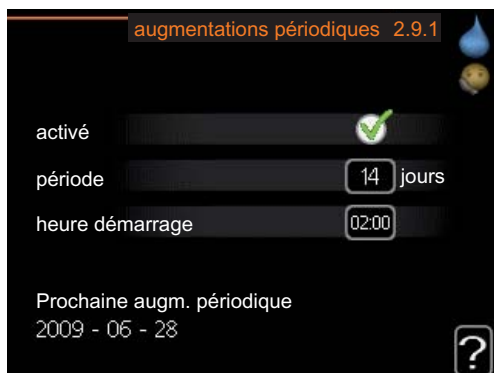 augmentations périodiques 2.9.1
activé
période 14 jours
heure démarrage 02:00
Prochaine augm. périodique
2009 - 06 - 28
?